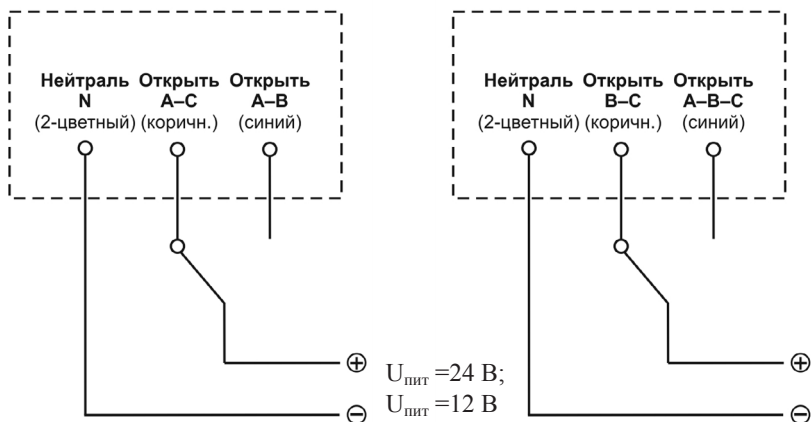 Нейтраль Открыть Открыть
N A–C A–B
(2-цветный) (коричн.) (синий)
Нейтраль Открыть Открыть
N B–C A–B–C
(2-цветный) (коричн.) (синий)
+
Uпит =24 В;
+
−
Uпит =12 В
−